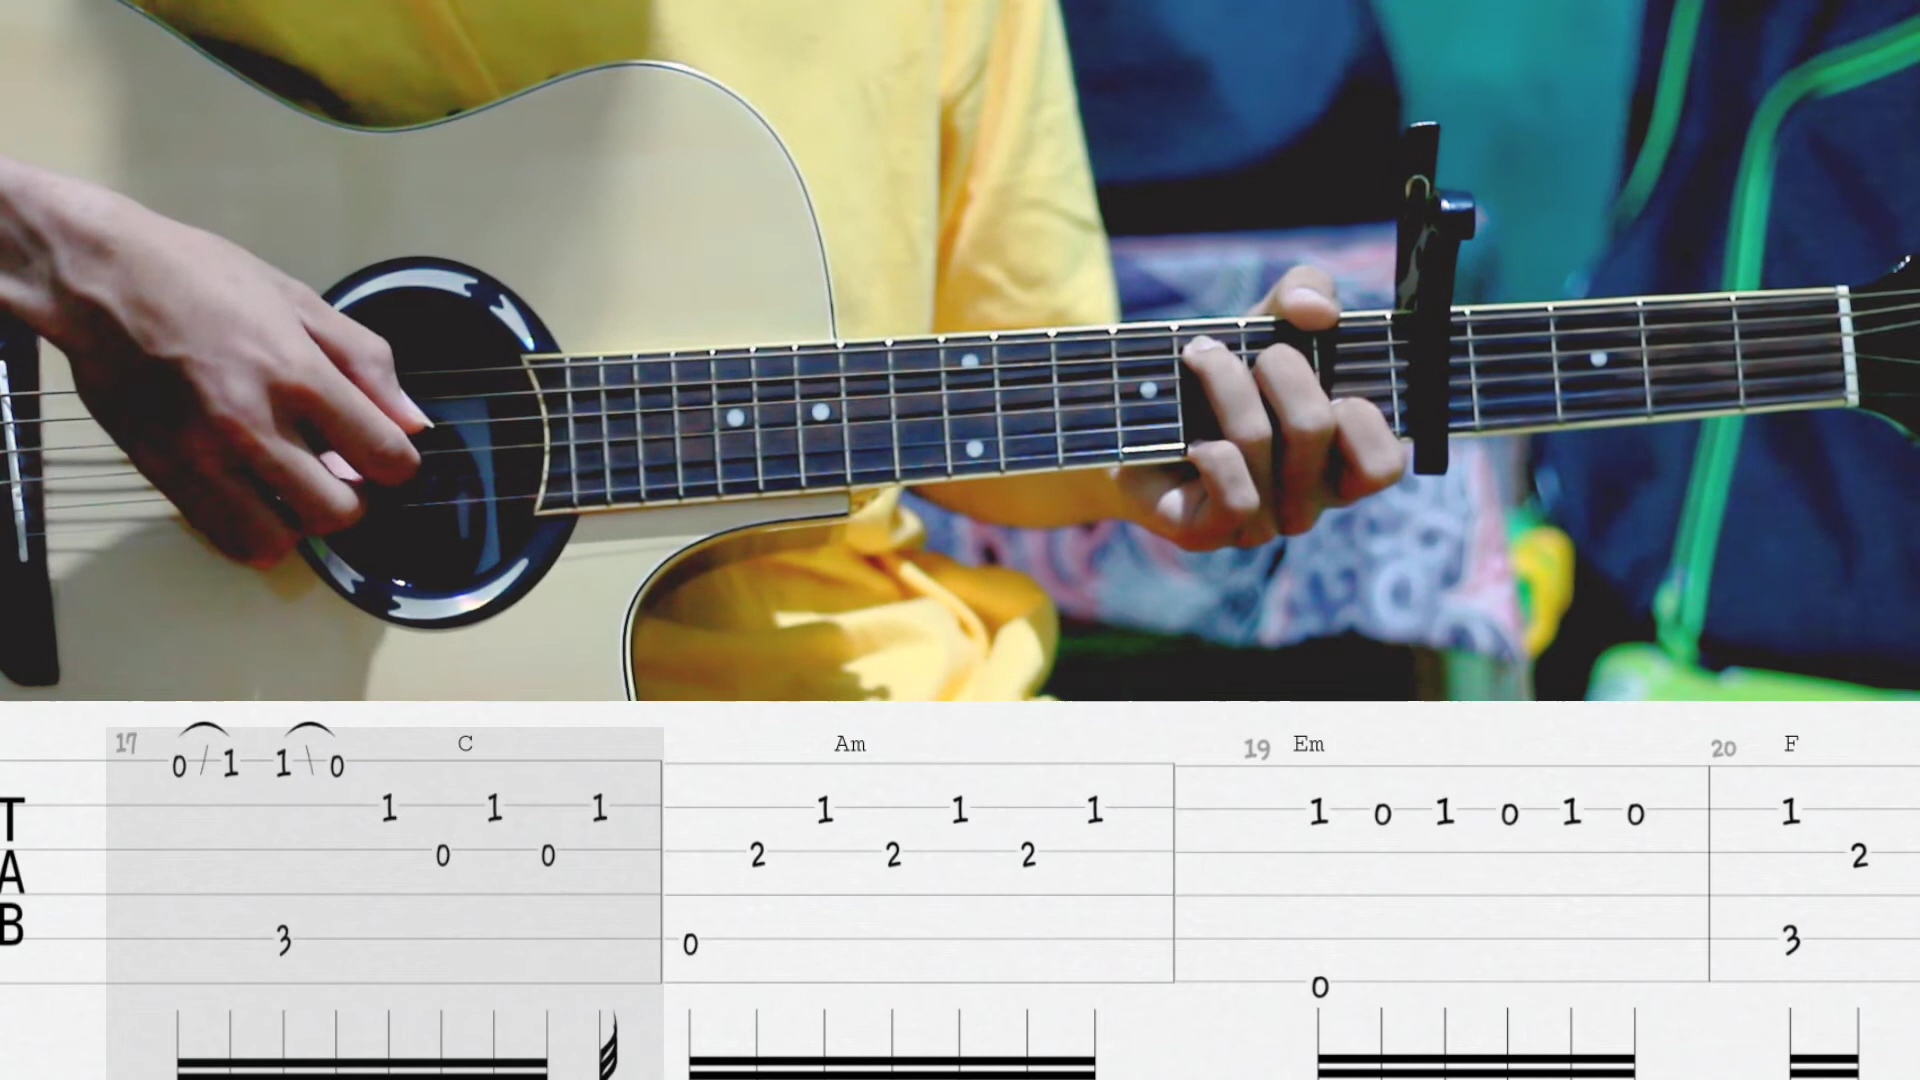 17 C Am 19 Em 20 F
0 / 1 1 \ 0
T 1 1 1 1 1 1 1 0 1 0 1 0 1
A 0 0 2 2 2 2
B 3 0 3
0